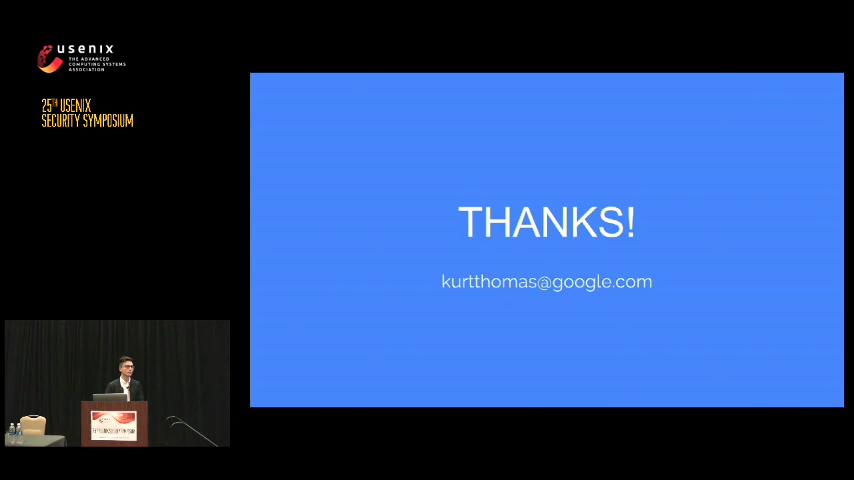 usenix
THE ADVANCED
COMPUTING SYSTEMS
ASSOCIATION
25TH USENIX
SECURITY SYMPOSIUM
THANKS!
kurtthomas@google.com